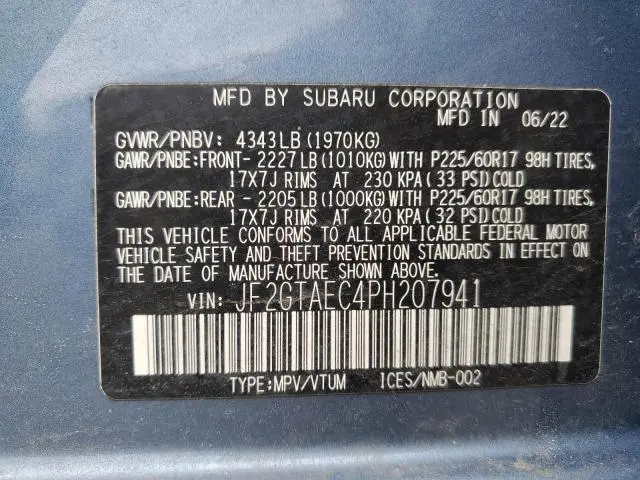 MFD BY SUBARU CORPORATION
MFD IN 06/22
GVWR/PNBV: 4343LB(1970KG)
GAWR/PNBE:FRONT- 2227LB(1010KG)WITH P225/60R17 98H TIRES,
17X7J RIMS AT 230 KPA(33 PSI)COLD
GAWR/PNBE:REAR - 2205LB(1000KG)WITH P225/60R17 98H TIRES,
17X7J RIMS AT 220 KPA(32 PSI)COLD
THIS VEHICLE CONFORMS TO ALL APPLICABLE FEDERAL MOTOR
VEHICLE SAFETY AND THEFT PREVENTION STANDARDS IN EFFECT ON
THE DATE OF MANUFACTURE SHOWN ABOVE.
VIN: JF2GTAEC4PH207941
TYPE:MPV/VTUM ICES/NMB-002